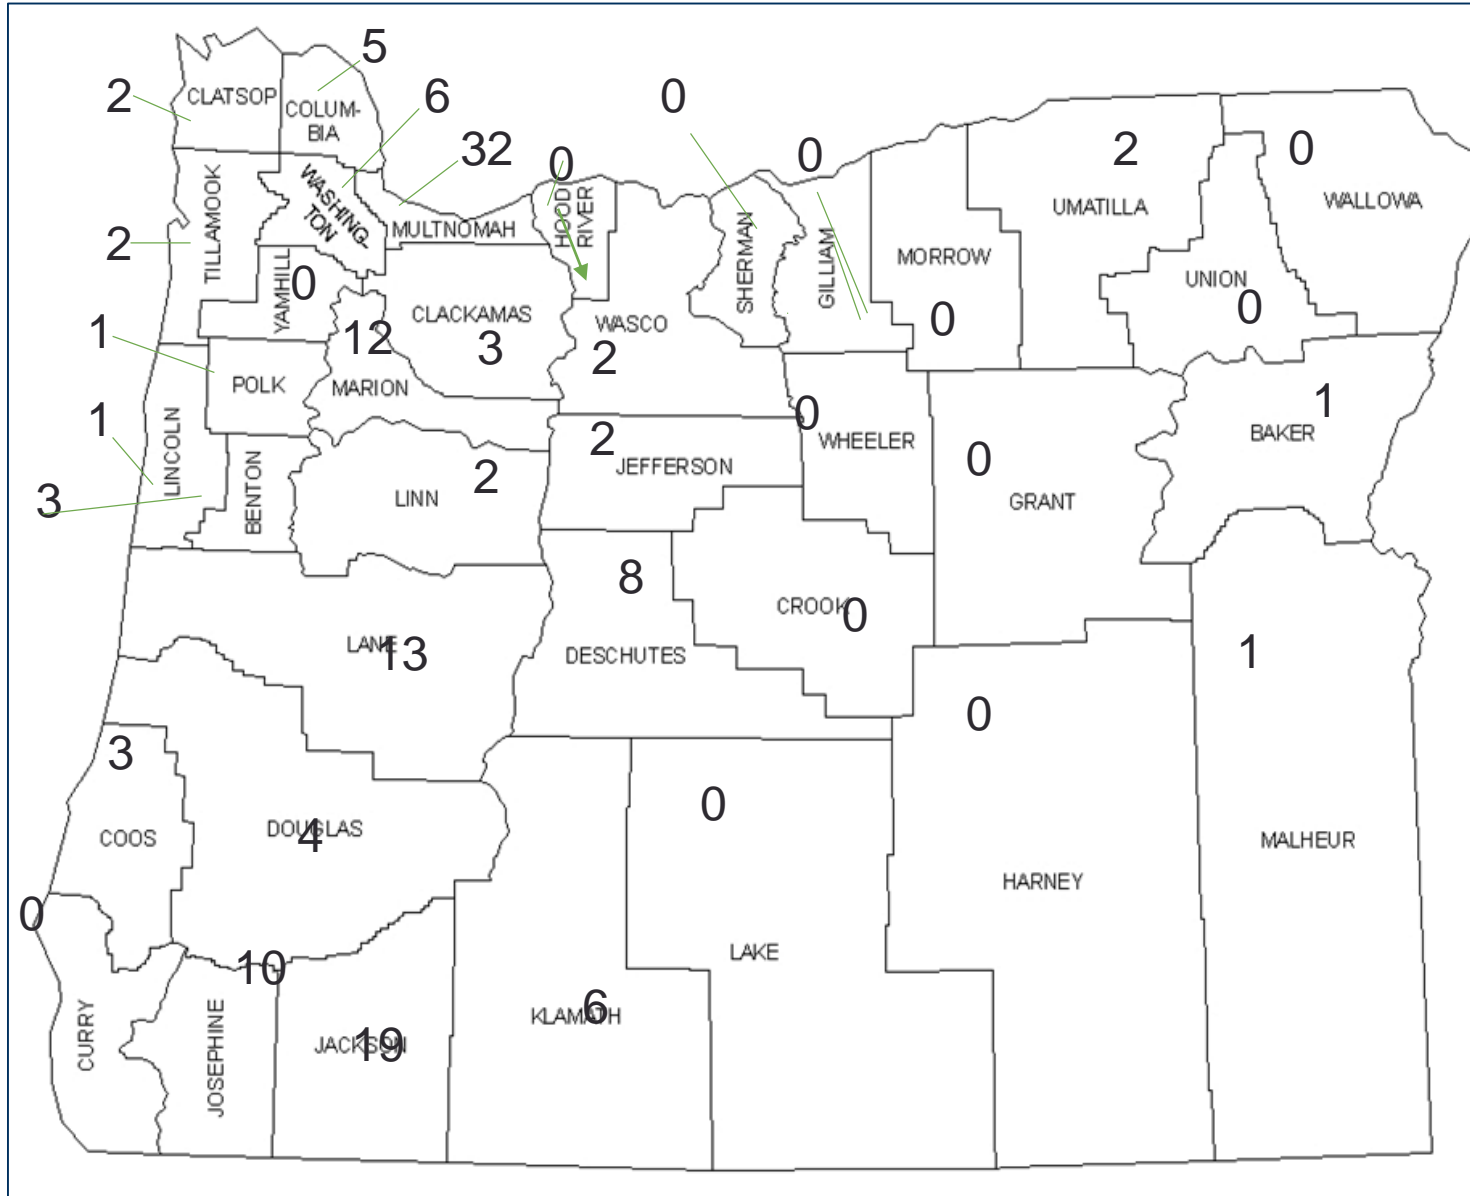 5
2
CLATSOP
COLUM-
BIA
6
32
0
0
0
2
0
WASHING-
TON
TILLAMOOK
2
MULTNOMAH
HOOD
RIVER
SHERMAN
GILLIAM
MORROW
0
UMATILLA
WALLOWA
UNION
0
YAMHILL
0
CLACKAMAS
3
WASCO
2
12
MARION
1
POLK
1
LINCOLN
3
BENTON
LINN
2
2
JEFFERSON
0
WHEELER
0
GRANT
1
BAKER
LANE
13
8
DESCHUTES
CROOK
0
0
1
3
COOS
DOUGLAS
4
0
MALHEUR
HARNEY
0
CURRY
10
JOSEPHINE
JACKSON
19
KLAMATH
6
LAKE